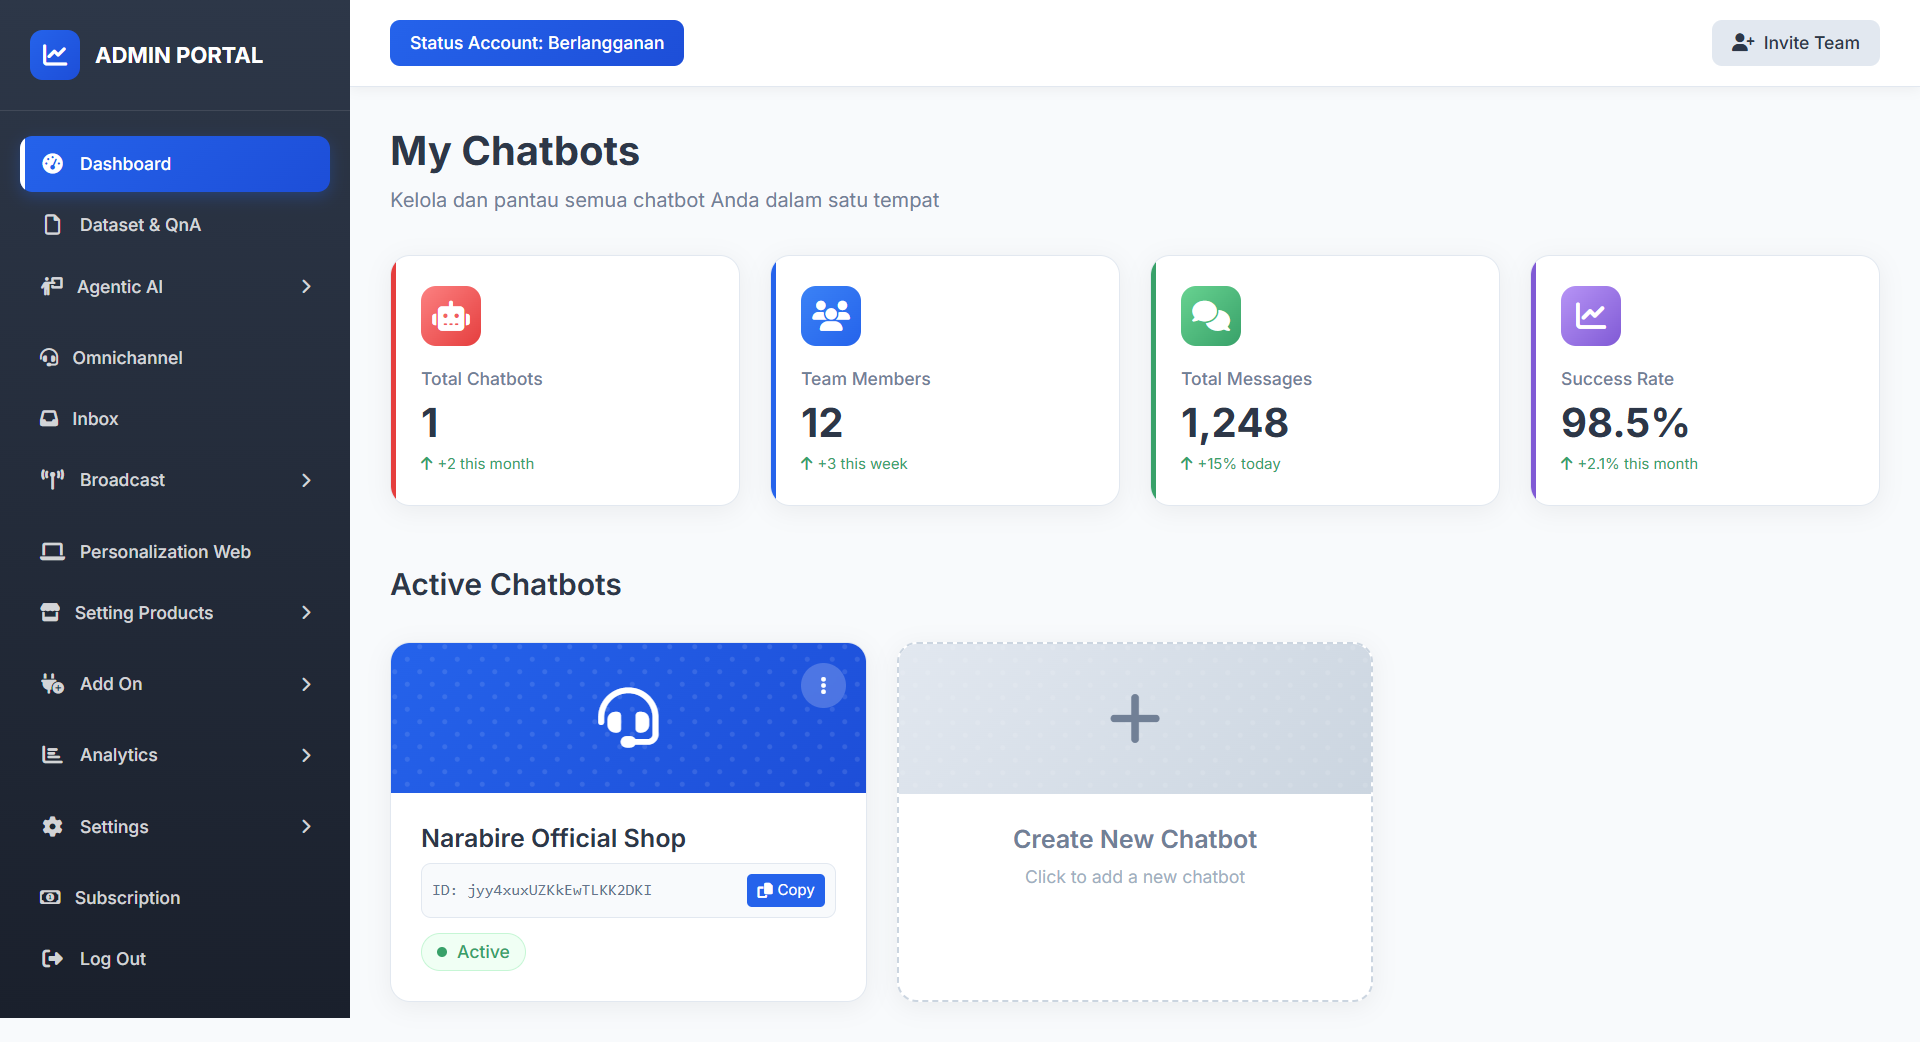 ADMIN PORTAL
Dashboard
Dataset & QnA
Agentic AI
Omnichannel
Inbox
Broadcast
Personalization Web
Setting Products
Add On
Analytics
Settings
Subscription
Log Out
Status Account: Berlangganan
Invite Team
My Chatbots
Kelola dan pantau semua chatbot Anda dalam satu tempat
Total Chatbots
1
+2 this month
Team Members
12
+3 this week
Total Messages
1,248
+15% today
Success Rate
98.5%
+2.1% this month
Active Chatbots
Narabire Official Shop
ID: jyy4xuxUZKkEwTLKK2DKI
Copy
Active
Create New Chatbot
Click to add a new chatbot